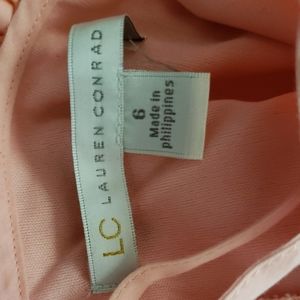 LC
LAUREN CONRAD
6
Made in
philippines